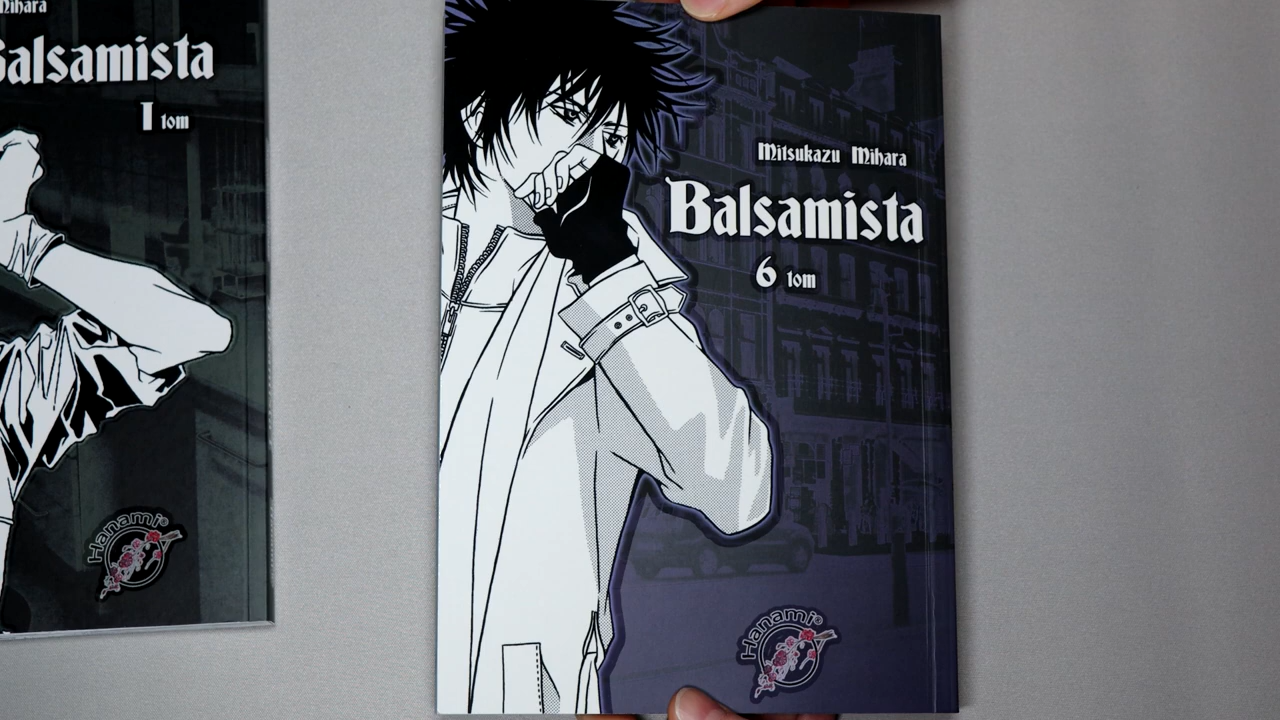 Mihara
Balsamista
1 tom
Hanami®
Mitsukazu Mihara
Balsamista
6 tom
Hanami®